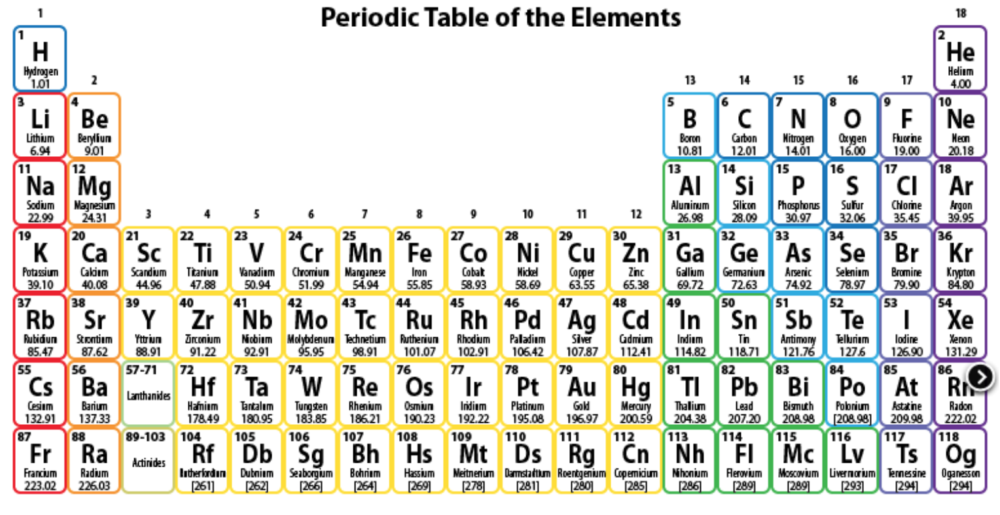 Periodic Table of the Elements
1
18
1
H
Hydrogen
1.01
2
He
Helium
4.00
2
13
14
15
16
17
3
Li
Lithium
6.94
4
Be
Beryllium
9.01
5
B
Boron
10.81
6
C
Carbon
12.01
7
N
Nitrogen
14.01
8
O
Oxygen
16.00
9
F
Fluorine
19.00
10
Ne
Neon
20.18
11
Na
Sodium
22.99
12
Mg
Magnesium
24.31
13
Al
Aluminum
26.98
14
Si
Silicon
28.09
15
P
Phosphorus
30.97
16
S
Sulfur
32.06
17
Cl
Chlorine
35.45
18
Ar
Argon
39.95
3
4
5
6
7
8
9
10
11
12
19
K
Potassium
39.10
20
Ca
Calcium
40.08
21
Sc
Scandium
44.96
22
Ti
Titanium
47.88
23
V
Vanadium
50.94
24
Cr
Chromium
51.99
25
Mn
Manganese
54.94
26
Fe
Iron
55.85
27
Co
Cobalt
58.93
28
Ni
Nickel
58.69
29
Cu
Copper
63.55
30
Zn
Zinc
65.38
31
Ga
Gallium
69.72
32
Ge
Germanium
72.63
33
As
Arsenic
74.92
34
Se
Selenium
78.97
35
Br
Bromine
79.90
36
Kr
Krypton
84.80
37
Rb
Rubidium
85.47
38
Sr
Strontium
87.62
39
Y
Yttrium
88.91
40
Zr
Zirconium
91.22
41
Nb
Niobium
92.91
42
Mo
Molybdenum
95.95
43
Tc
Technetium
98.91
44
Ru
Ruthenium
101.07
45
Rh
Rhodium
102.91
46
Pd
Palladium
106.42
47
Ag
Silver
107.87
48
Cd
Cadmium
112.41
49
In
Indium
114.82
50
Sn
Tin
118.71
51
Sb
Antimony
121.76
52
Te
Tellurium
127.6
53
I
Iodine
126.90
54
Xe
Xenon
131.29
55
Cs
Cesium
132.91
56
Ba
Barium
137.33
57-71
Lanthanides
72
Hf
Hafnium
178.49
73
Ta
Tantalum
180.95
74
W
Tungsten
183.85
75
Re
Rhenium
186.21
76
Os
Osmium
190.23
77
Ir
Iridium
192.22
78
Pt
Platinum
195.08
79
Au
Gold
196.97
80
Hg
Mercury
200.59
81
Tl
Thallium
204.38
82
Pb
Lead
207.20
83
Bi
Bismuth
208.98
84
Po
Polonium
[208.98]
85
At
Astatine
209.98
86
Rn
Radon
222.02
87
Fr
Francium
223.02
88
Ra
Radium
226.03
89-103
Actinides
104
Rf
Rutherfordium
[261]
105
Db
Dubnium
[262]
106
Sg
Seaborgium
[266]
107
Bh
Bohrium
[264]
108
Hs
Hassium
[269]
109
Mt
Meitnerium
[278]
110
Ds
Darmstadtium
[281]
111
Rg
Roentgenium
[280]
112
Cn
Copernicium
[285]
113
Nh
Nihonium
[286]
114
Fl
Flerovium
[289]
115
Mc
Moscovium
[289]
116
Lv
Livermorium
[293]
117
Ts
Tennessine
[294]
118
Og
Oganesson
[294]